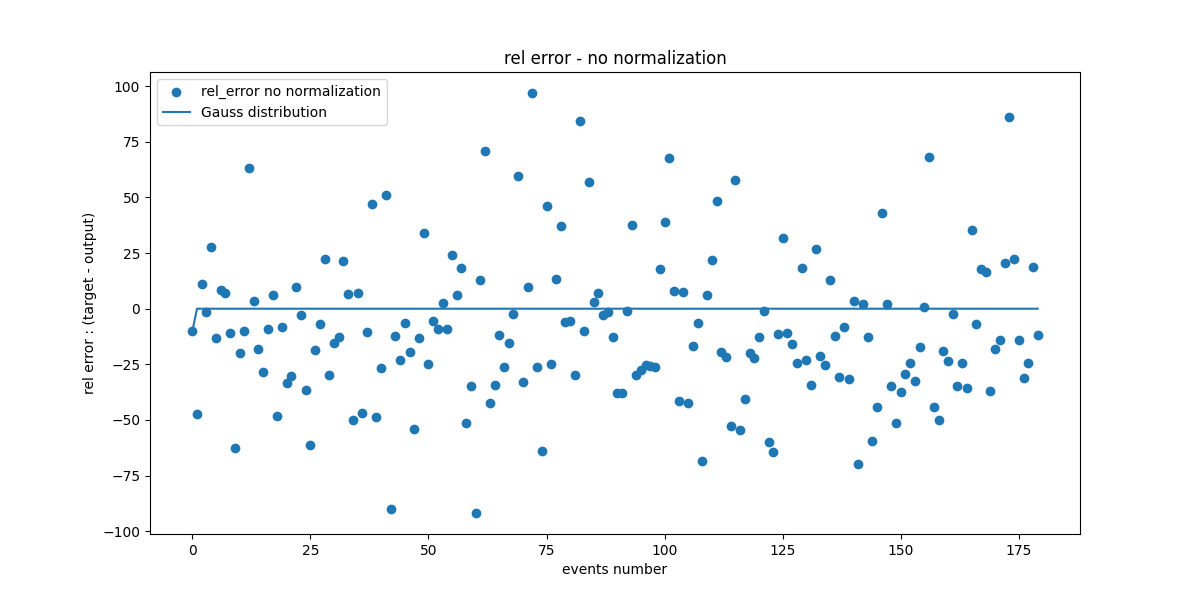 rel error - no normalization
rel_error no normalization
Gauss distribution
rel error : (target - output)
100
75
50
25
0
−25
−50
−75
−100
0 25 50 75 100 125 150 175
events number